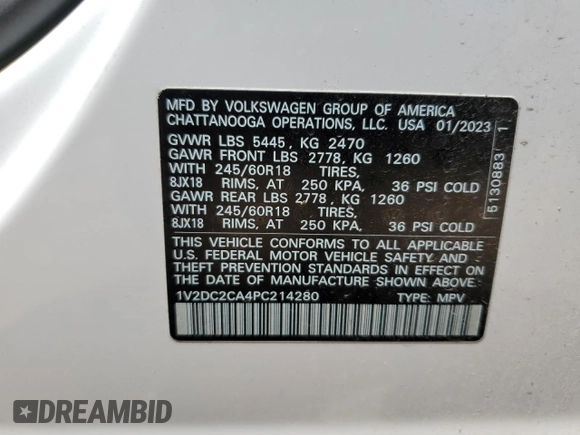 MFD BY VOLKSWAGEN GROUP OF AMERICA
CHATTANOOGA OPERATIONS, LLC. USA 01/2023
GVWR LBS 5445, KG 2470
GAWR FRONT LBS 2778, KG 1260
WITH 245/60R18 TIRES,
8JX18 RIMS, AT 250 KPA, 36 PSI COLD
GAWR REAR LBS 2778, KG 1260
WITH 245/60R18 TIRES,
8JX18 RIMS, AT 250 KPA, 36 PSI COLD
THIS VEHICLE CONFORMS TO ALL APPLICABLE
U.S. FEDERAL MOTOR VEHICLE SAFETY AND
THEFT PREVENTION STANDARDS IN EFFECT ON
THE DATE OF MANUFACTURE SHOWN ABOVE.
1V2DC2CA4PC214280 TYPE: MPV
5130883 1
DREAMBID